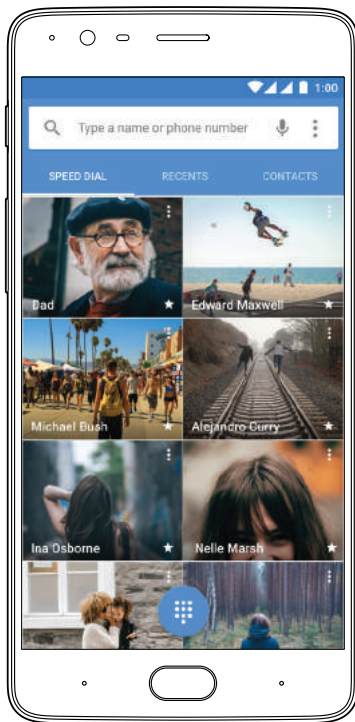 1:00
Type a name or phone number
SPEED DIAL RECENTS CONTACTS
Dad Edward Maxwell
Michael Bush Alejandro Curry
Ina Osborne Nelle Marsh